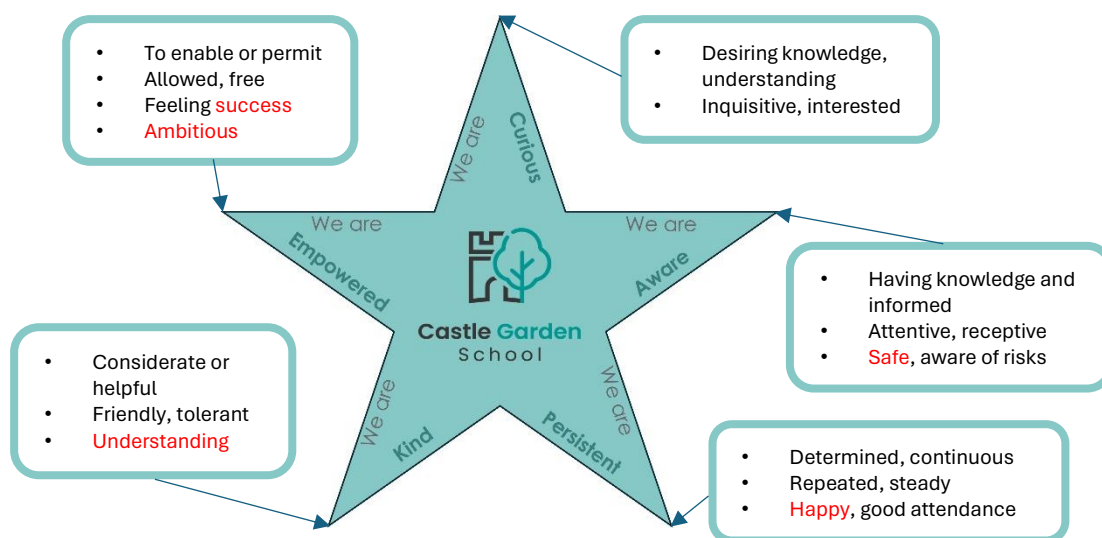 • To enable or permit
• Allowed, free
• Feeling success
• Ambitious
• Desiring knowledge,
understanding
• Inquisitive, interested
We are
Curious
We are
Empowered
We are
Aware
Castle Garden
School
• Having knowledge and
informed
• Attentive, receptive
• Safe, aware of risks
• Considerate or
helpful
• Friendly, tolerant
• Understanding
We are
Kind
We are
Persistent
• Determined, continuous
• Repeated, steady
• Happy, good attendance